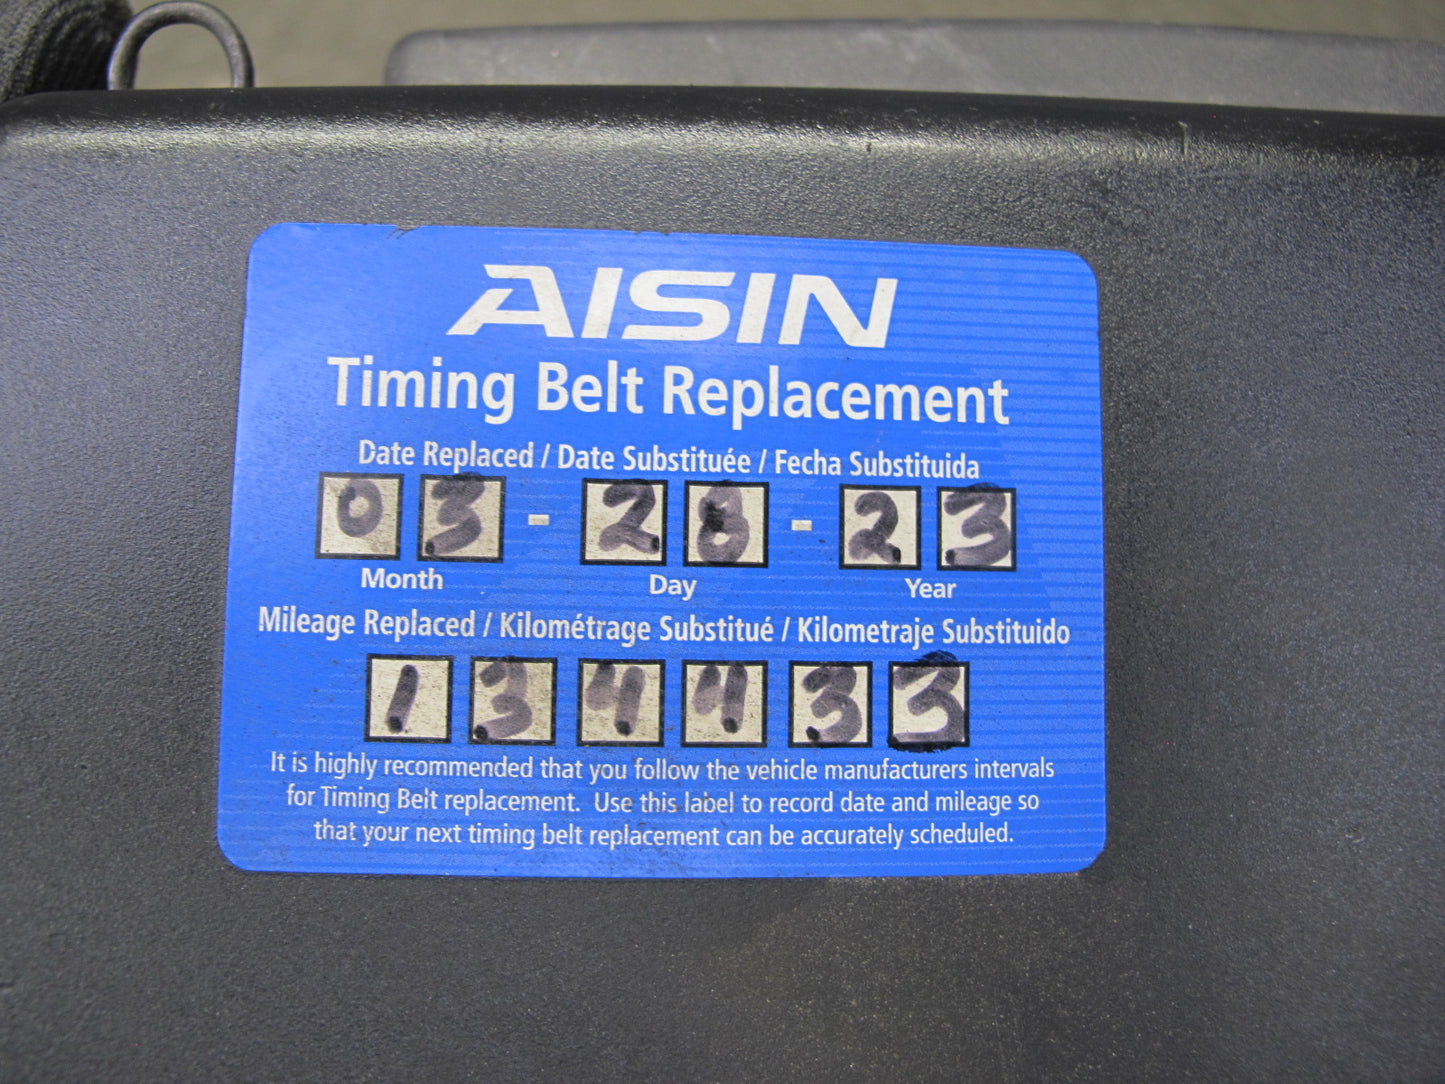 AISIN
Timing Belt Replacement
Date Replaced / Date Substituée / Fecha Substituida
03 - 28 - 23
Month Day Year
Mileage Replaced / Kilométrage Substitué / Kilometraje Substituido
134433
It is highly recommended that you follow the vehicle manufacturers intervals
for Timing Belt replacement. Use this label to record date and mileage so
that your next timing belt replacement can be accurately scheduled.